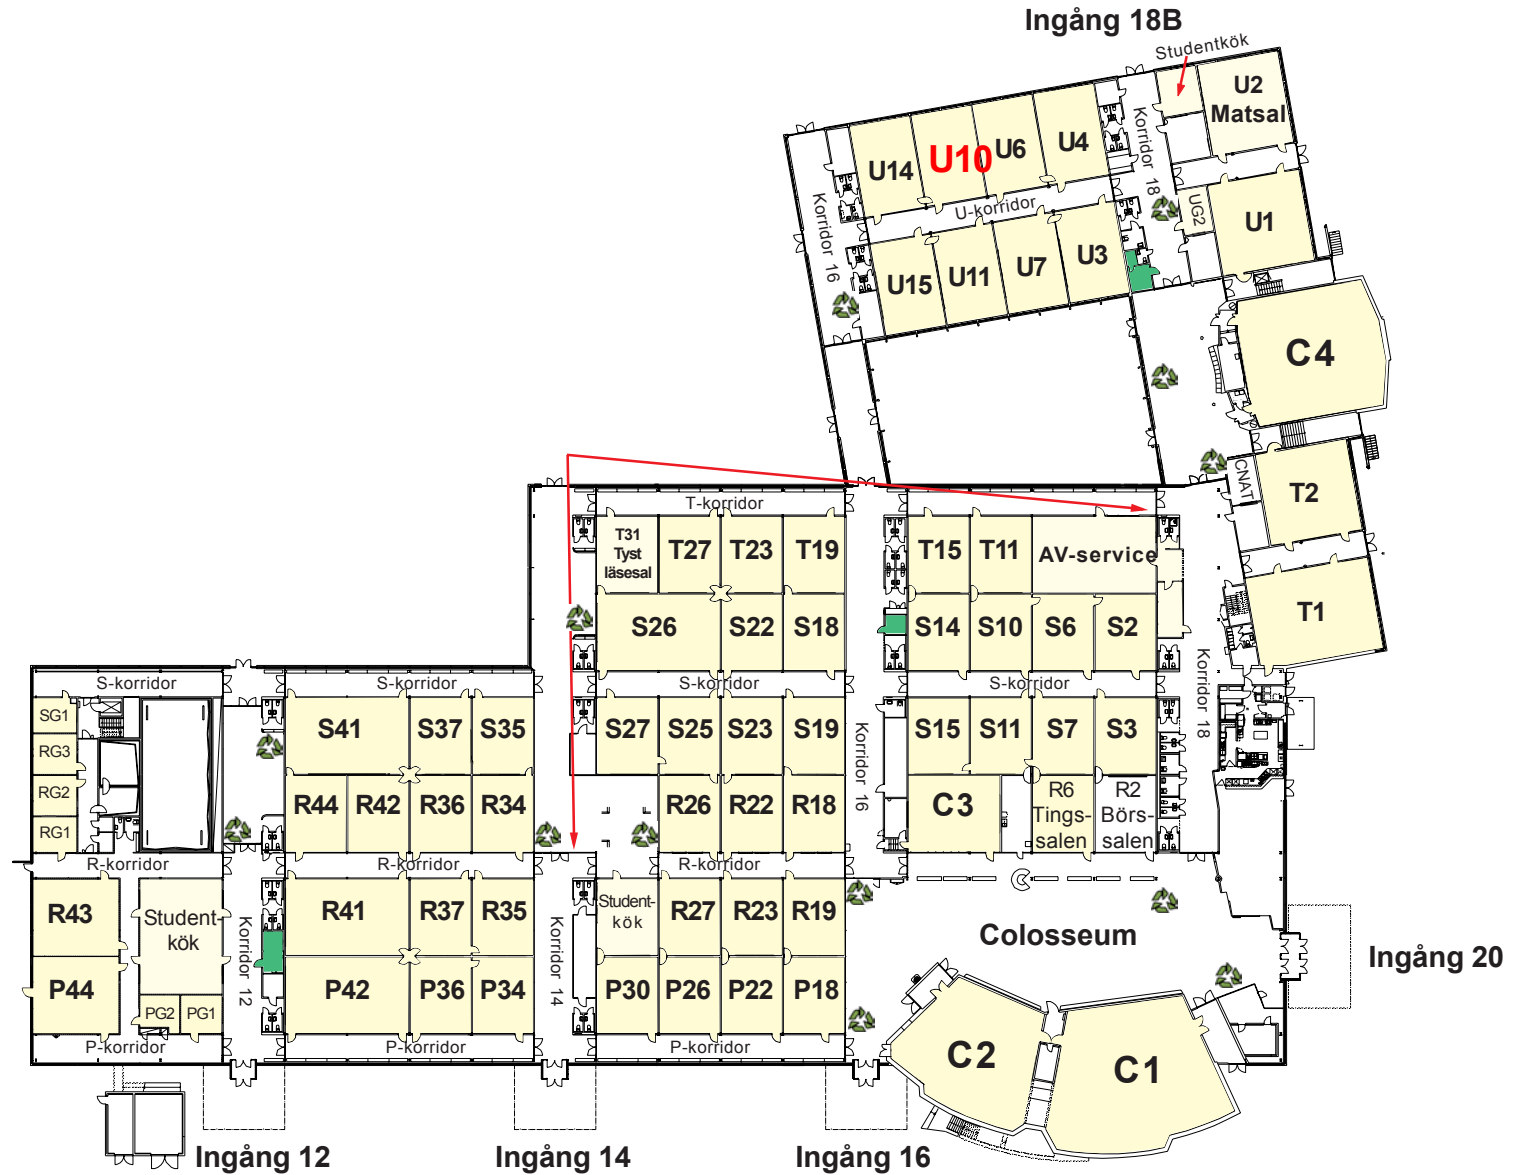 Ingång 18B
Studentkök
U2
Matsal
U4
U6
U10
U14
Korridor 18
Korridor 16
U-korridor
UG2
U1
U3
U7
U11
U15
C4
CNAT
T2
T1
T-korridor
T31
Tyst
läsesal
T27
T23
T19
T15
T11
AV-service
S26
S22
S18
S14
S10
S6
S2
S-korridor
S-korridor
S-korridor
S-korridor
Korridor 18
SG1
RG3
RG2
RG1
S41
S37
S35
S27
S25
S23
S19
Korridor 16
S15
S11
S7
S3
R44
R42
R36
R34
R26
R22
R18
C3
R6
Tings-
salen
R2
Börs-
salen
R-korridor
R-korridor
R-korridor
R43
Student-
kök
Korridor 12
R41
R37
R35
Korridor 14
Student-
kök
R27
R23
R19
Colosseum
Ingång 20
P44
PG2
PG1
P42
P36
P34
P30
P26
P22
P18
P-korridor
P-korridor
P-korridor
C2
C1
Ingång 12
Ingång 14
Ingång 16